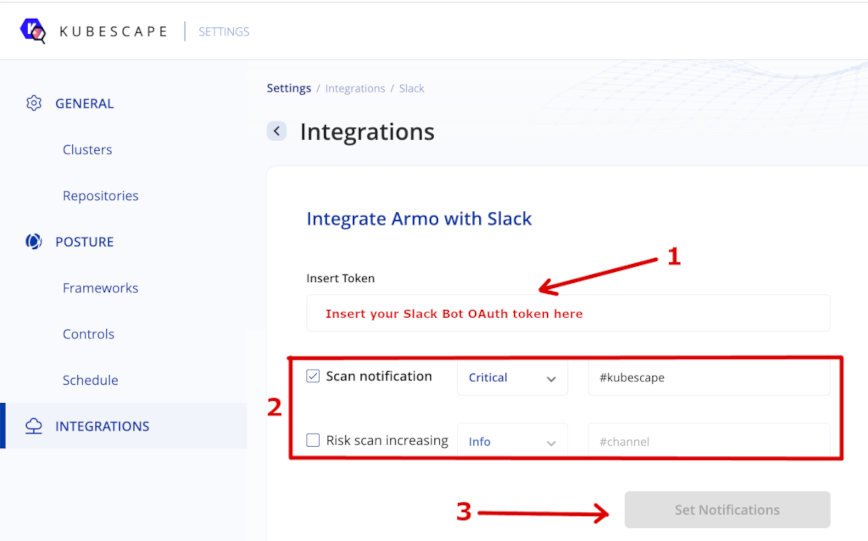 KUBESCAPE SETTINGS
GENERAL
Clusters
Repositories
POSTURE
Frameworks
Controls
Schedule
INTEGRATIONS
Settings / Integrations / Slack
Integrations
Integrate Armo with Slack
1
Insert Token
Insert your Slack Bot OAuth token here
2
Scan notification Critical #kubescape
Risk scan increasing Info #channel
3 Set Notifications